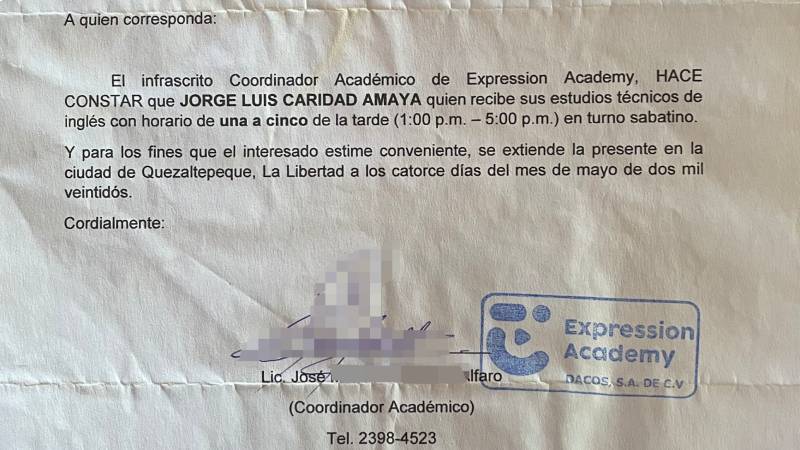 A quien corresponda:
El infrascrito Coordinador Académico de Expression Academy, HACE
CONSTAR que JORGE LUIS CARIDAD AMAYA quien recibe sus estudios técnicos de
inglés con horario de una a cinco de la tarde (1:00 p.m. – 5:00 p.m.) en turno sabatino.
Y para los fines que el interesado estime conveniente, se extiende la presente en la
ciudad de Quezaltepeque, La Libertad a los catorce días del mes de mayo de dos mil
veintidós.
Cordialmente:
Expression
Academy
DACOS, S.A. DE C.V
Lic. José
(Coordinador Académico)
Tel. 2398-4523